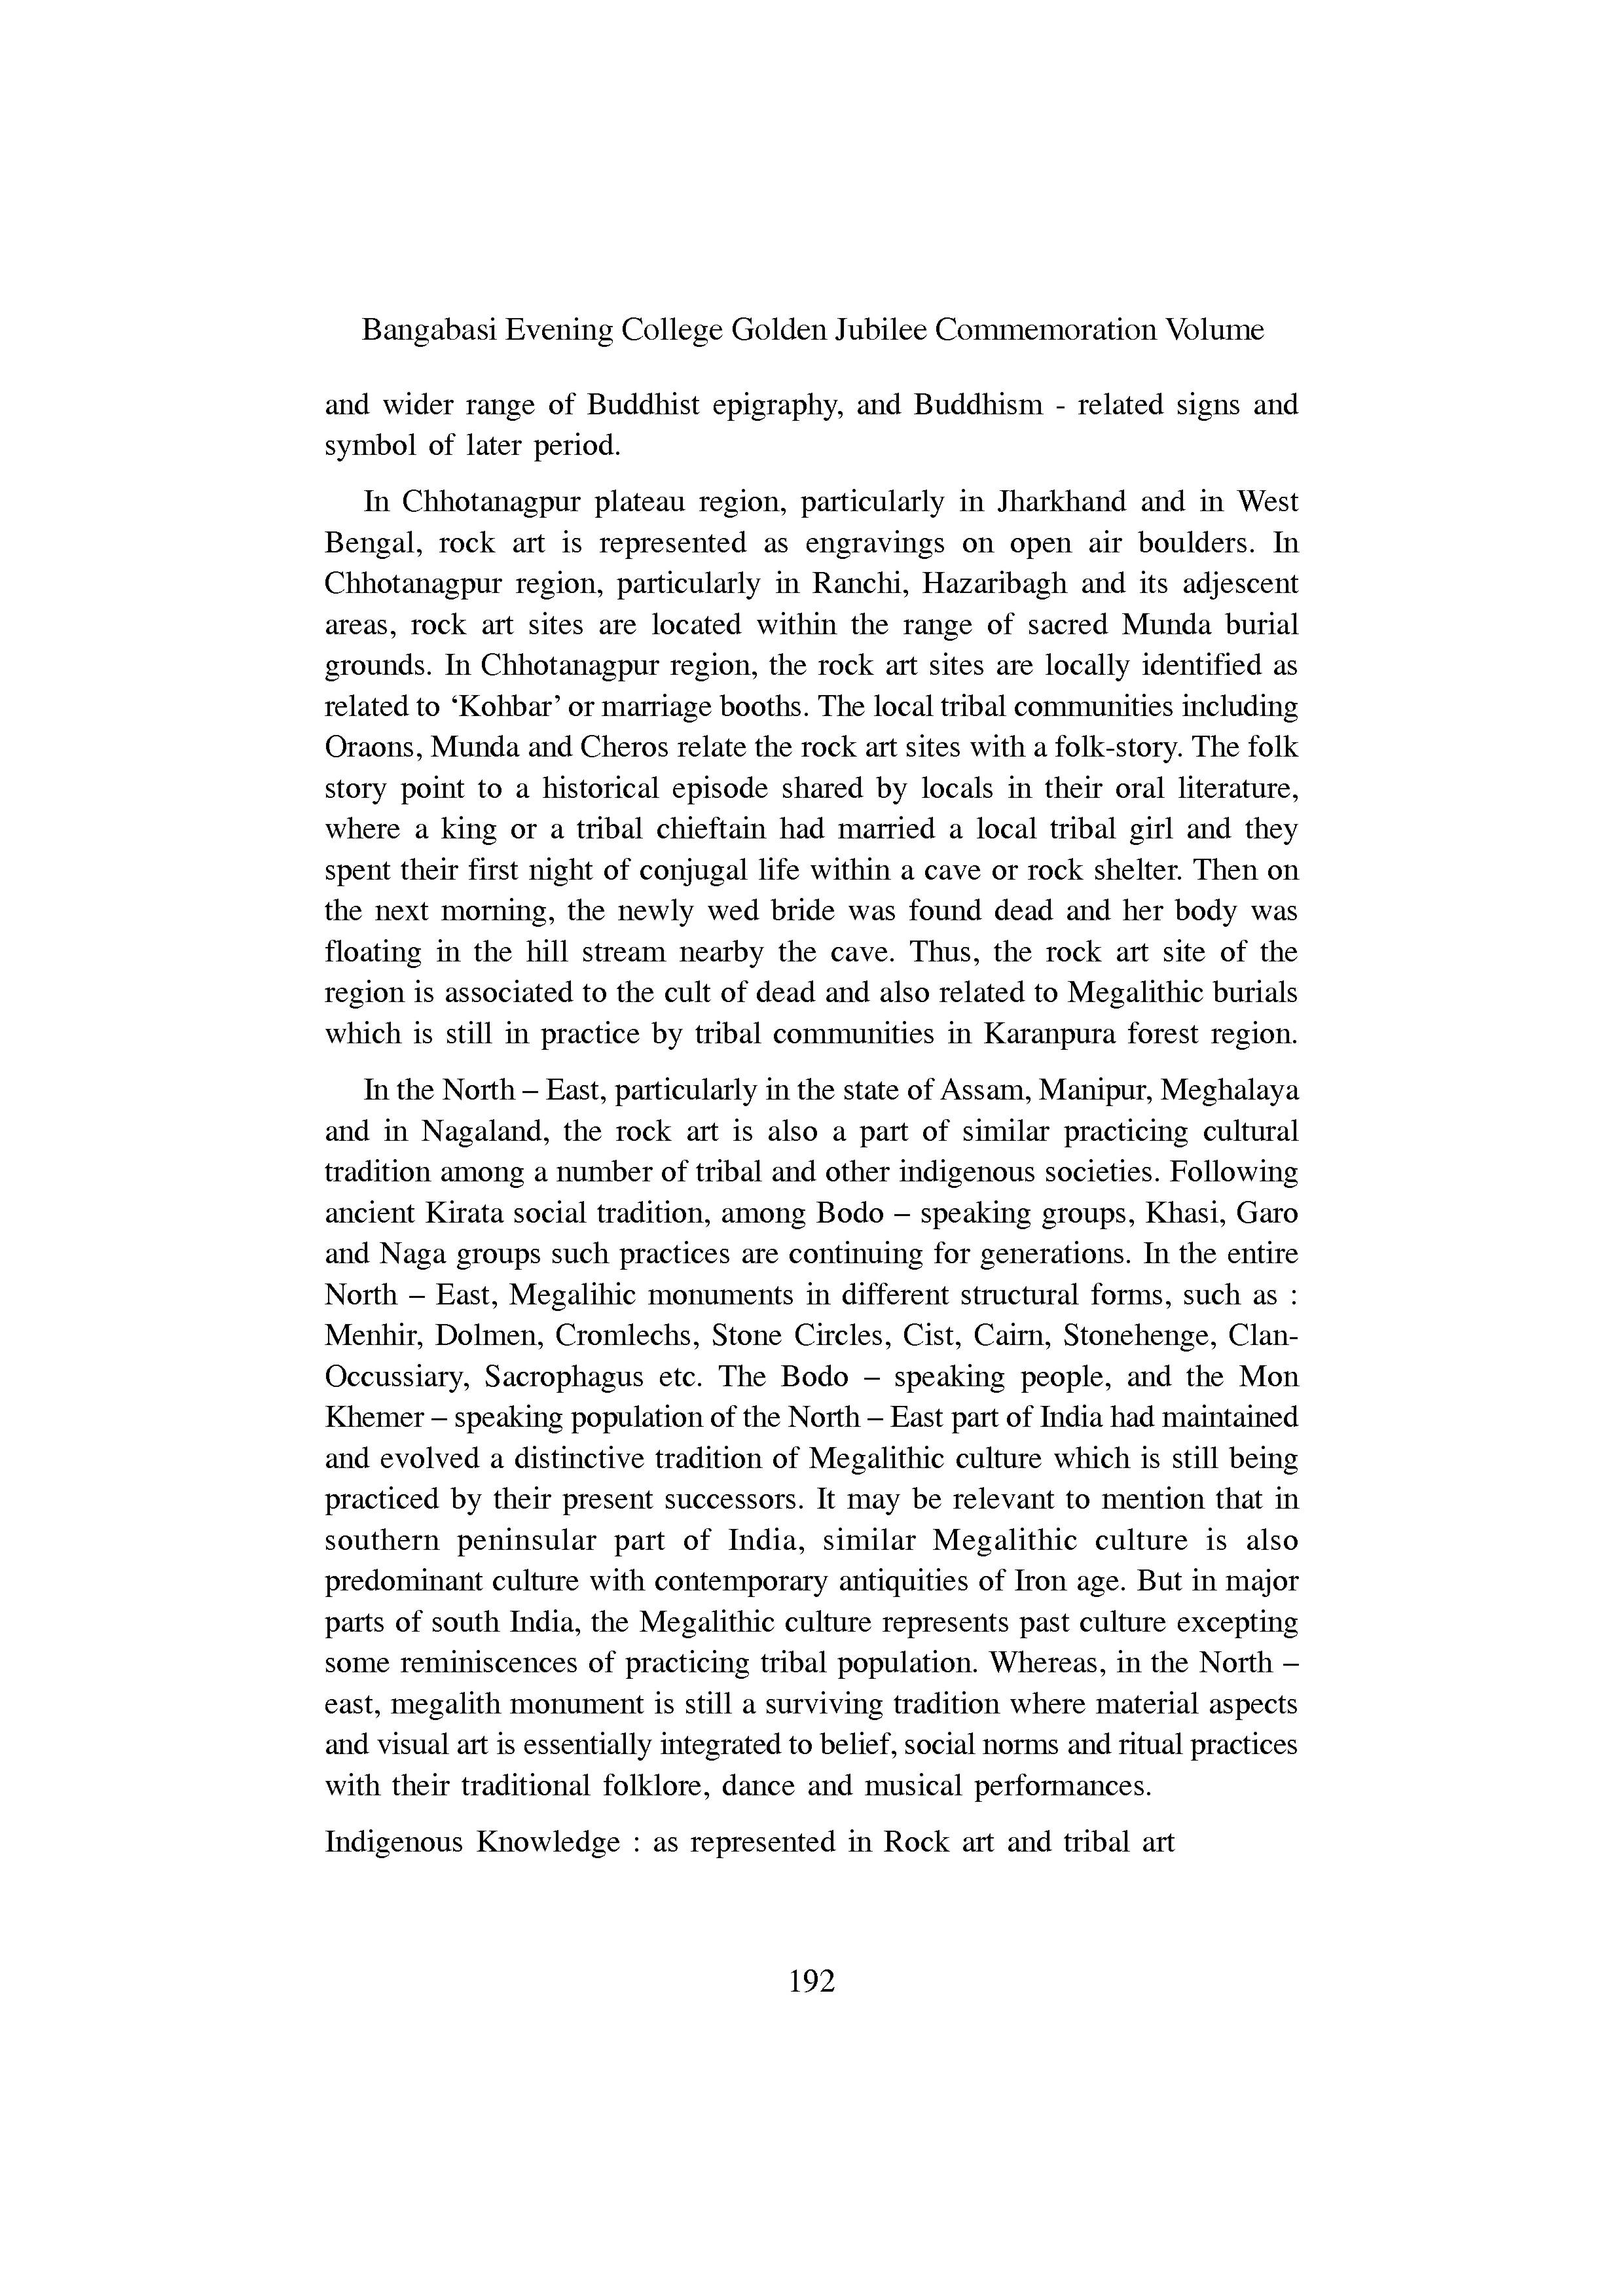 Bangabasi Evening College Golden Jubilee Commemoration Volume
and wider range of Buddhist epigraphy, and Buddhism - related signs and
symbol of later period.
In Chhotanagpur plateau region, particularly in Jharkhand and in West
Bengal, rock art is represented as engravings on open air boulders. In
Chhotanagpur region, particularly in Ranchi, Hazaribagh and its adjescent
areas, rock art sites are located within the range of sacred Munda burial
grounds. In Chhotanagpur region, the rock art sites are locally identified as
related to ‘Kohbar’ or marriage booths. The local tribal communities including
Oraons, Munda and Cheros relate the rock art sites with a folk-story. The folk
story point to a historical episode shared by locals in their oral literature,
where a king or a tribal chieftain had married a local tribal girl and they
spent their first night of conjugal life within a cave or rock shelter. Then on
the next morning, the newly wed bride was found dead and her body was
floating in the hill stream nearby the cave. Thus, the rock art site of the
region is associated to the cult of dead and also related to Megalithic burials
which is still in practice by tribal communities in Karanpura forest region.
In the North – East, particularly in the state of Assam, Manipur, Meghalaya
and in Nagaland, the rock art is also a part of similar practicing cultural
tradition among a number of tribal and other indigenous societies. Following
ancient Kirata social tradition, among Bodo – speaking groups, Khasi, Garo
and Naga groups such practices are continuing for generations. In the entire
North – East, Megalihic monuments in different structural forms, such as :
Menhir, Dolmen, Cromlechs, Stone Circles, Cist, Cairn, Stonehenge, Clan-
Occussiary, Sacrophagus etc. The Bodo – speaking people, and the Mon
Khemer – speaking population of the North – East part of India had maintained
and evolved a distinctive tradition of Megalithic culture which is still being
practiced by their present successors. It may be relevant to mention that in
southern peninsular part of India, similar Megalithic culture is also
predominant culture with contemporary antiquities of Iron age. But in major
parts of south India, the Megalithic culture represents past culture excepting
some reminiscences of practicing tribal population. Whereas, in the North –
east, megalith monument is still a surviving tradition where material aspects
and visual art is essentially integrated to belief, social norms and ritual practices
with their traditional folklore, dance and musical performances.
Indigenous Knowledge : as represented in Rock art and tribal art
192